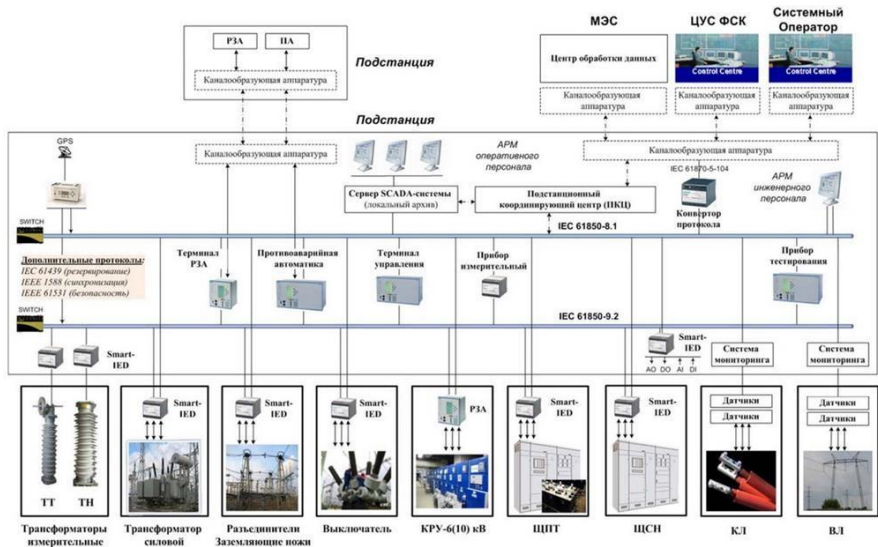 МЭС
ЦУС ФСК
Системный
Оператор
РЗА
ПА
Каналообразующая аппаратура
Подстанция
Центр обработки данных
Control Centre
Control Centre
Каналообразующая
аппаратура
Каналообразующая
аппаратура
Каналообразующая
аппаратура
Подстанция
GPS
Каналообразующая аппаратура
АРМ
оперативного
персонала
Каналообразующая аппаратура
IEC 61870-5-104
АРМ
инженерного
персонала
Сервер SCADA-системы
(локальный архив)
Подстанционный
координирующий центр (ПКЦ)
Конвертор
протокола
SWITCH
IEC 61850-8.1
Дополнительные протоколы:
IEC 61439 (резервирование)
IEEE 1588 (синхронизация)
IEEE 61531 (безопасность)
Терминал
РЗА
Противоаварийная
автоматика
Терминал
управления
Прибор
измерительный
Прибор
тестирования
SWITCH
IEC 61850-9.2
Smart-
IED
Smart-
IED
AO DO AI DI
Система
мониторинга
Система
мониторинга
Smart-
IED
Smart-
IED
Smart-
IED
РЗА
Smart-
IED
Smart-
IED
Датчики
Датчики
Датчики
Датчики
ТТ
ТН
Трансформаторы
измерительные
Трансформатор
силовой
Разъединители
Заземляющие ножи
Выключатель
КРУ-6(10) кВ
ЩПТ
ЩСН
КЛ
ВЛ